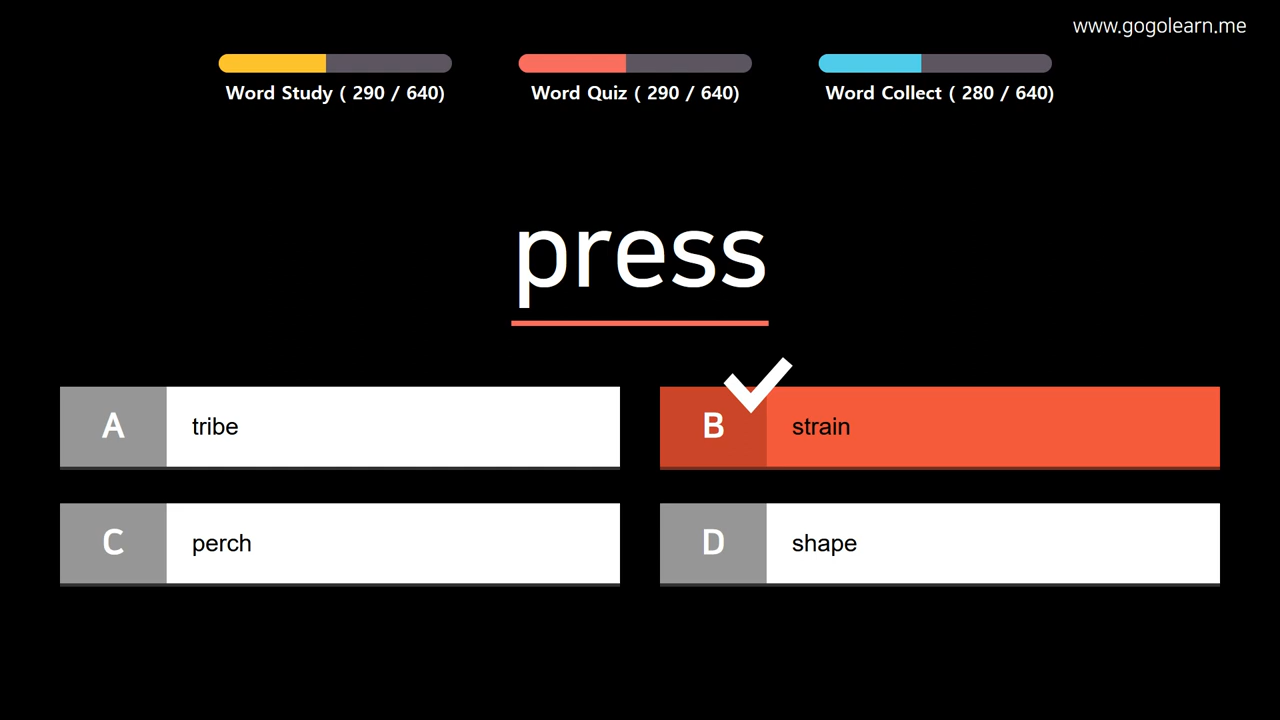 www.gogolearn.me
Word Study ( 290 / 640)
Word Quiz ( 290 / 640)
Word Collect ( 280 / 640)
press
A
tribe
B
strain
C
perch
D
shape